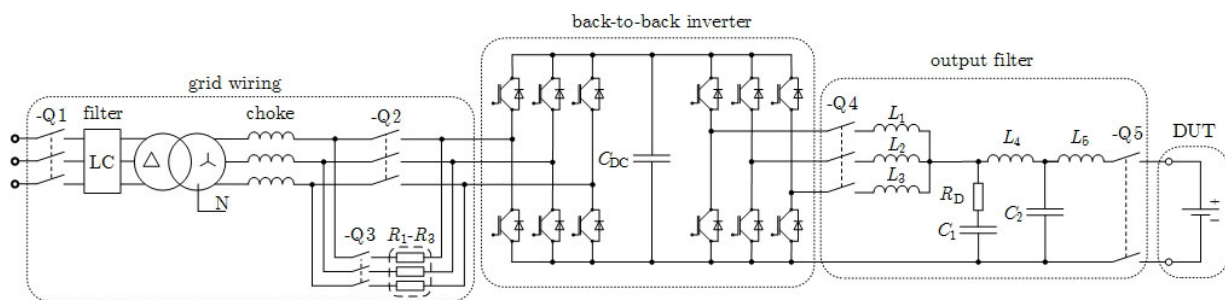 back-to-back inverter
grid wiring
output filter
-Q1
filter
choke
-Q2
-Q4
L1
L2
L3
L4
L5
-Q5
DUT
LC
Δ
N
CDC
RD
C1
C2
+
−
-Q3
R1-R3